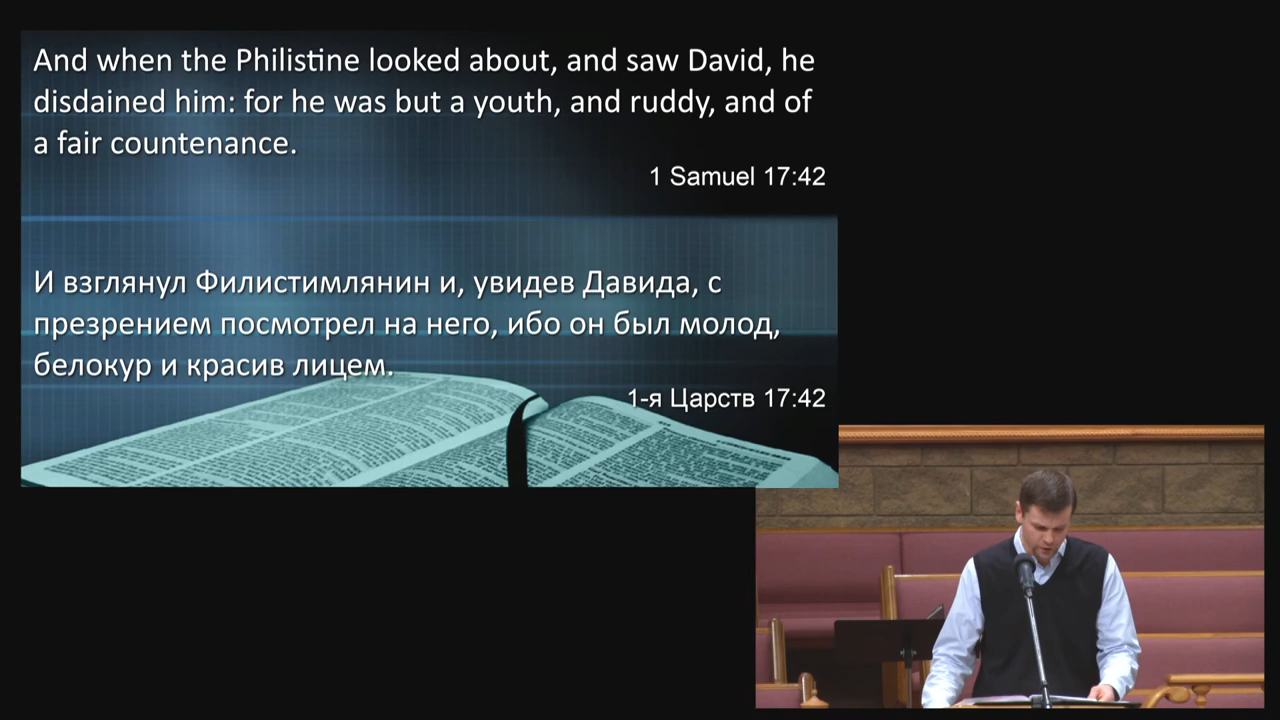 And when the Philistine looked about, and saw David, he
disdained him: for he was but a youth, and ruddy, and of
a fair countenance.
1 Samuel 17:42
И взглянул Филистимлянин и, увидев Давида, с
презрением посмотрел на него, ибо он был молод,
белокур и красив лицем.
1-я Царств 17:42